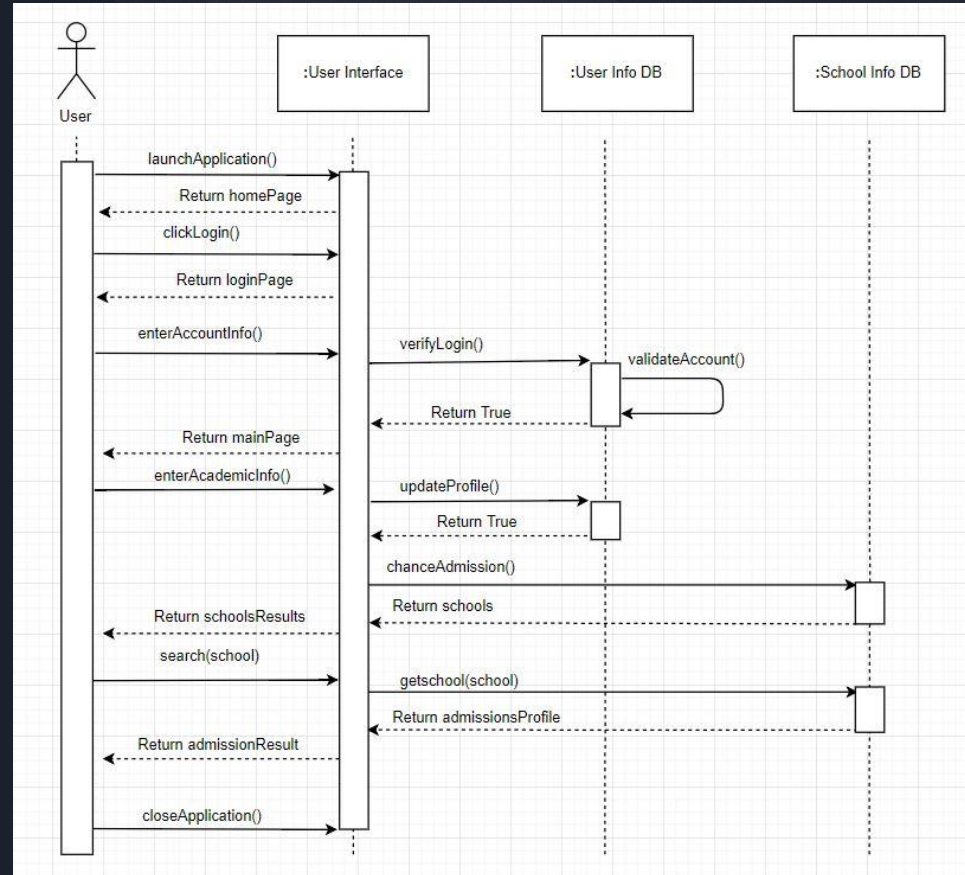 :User Interface
:User Info DB
:School Info DB
User
launchApplication()
Return homePage
clickLogin()
Return loginPage
enterAccountInfo()
verifyLogin()
validateAccount()
Return True
Return mainPage
enterAcademicInfo()
updateProfile()
Return True
chanceAdmission()
Return schools
Return schoolsResults
search(school)
getschool(school)
Return admissionsProfile
Return admissionResult
closeApplication()